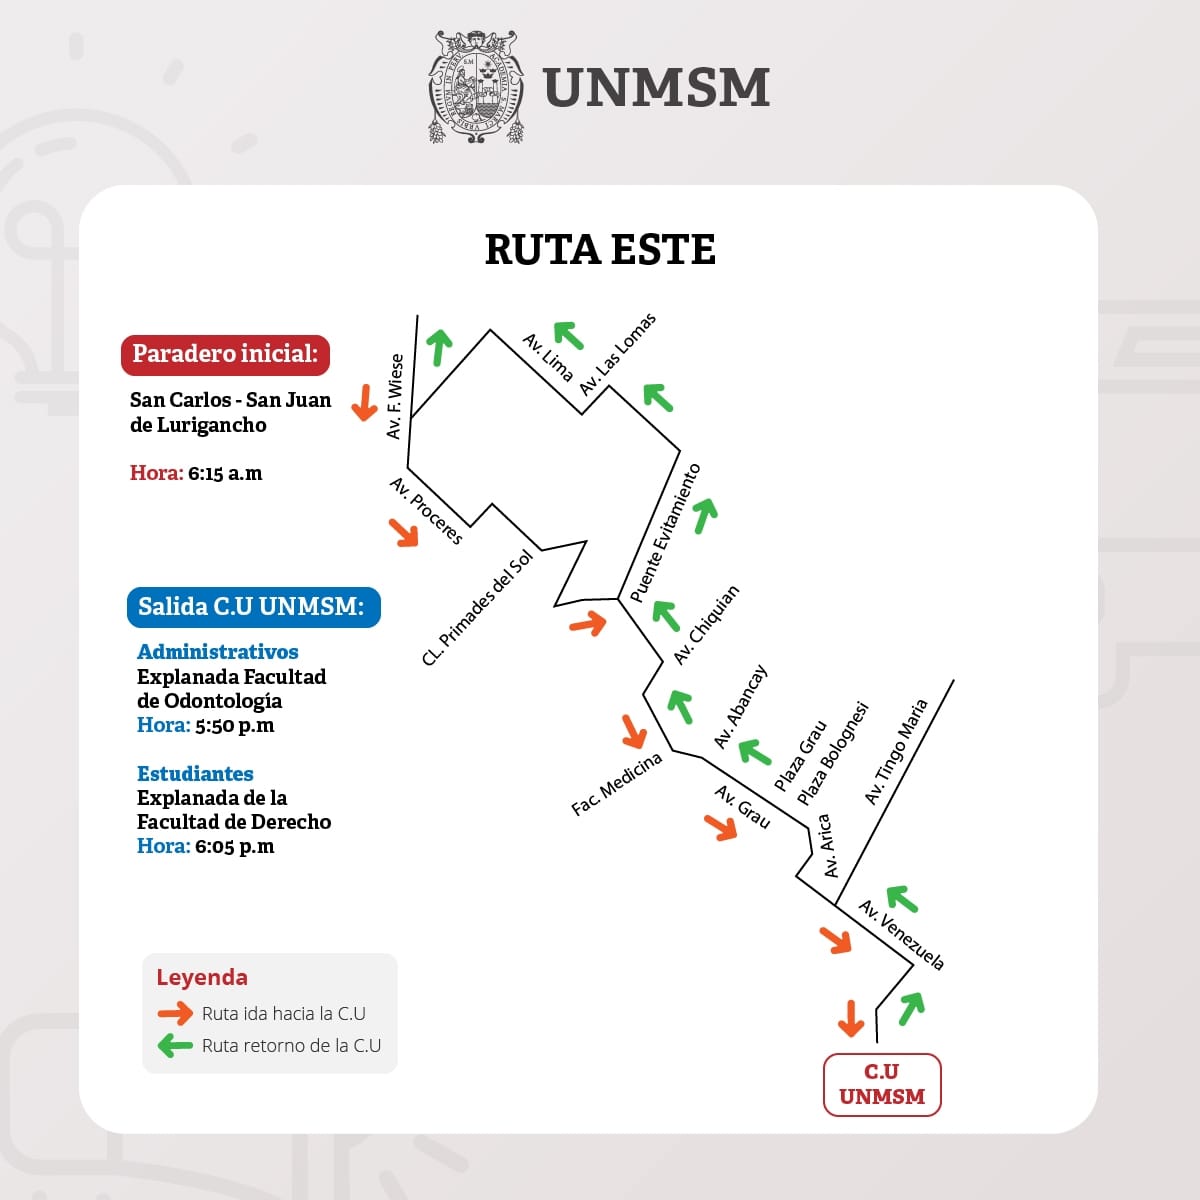 UNMSM
RUTA ESTE
Paradero inicial:
San Carlos - San Juan
de Lurigancho
Hora: 6:15 a.m
Salida C.U UNMSM:
Administrativos
Explanada Facultad
de Odontología
Hora: 5:50 p.m
Estudiantes
Explanada de la
Facultad de Derecho
Hora: 6:05 p.m
Av. F. Wiese
Av. Lima
Av. Las Lomas
Av. Proceres
CL. Primades del Sol
Puente Evitamiento
Av. Chiquian
Av. Abancay
Fac. Medicina
Av. Grau
Plaza Grau
Plaza Bolognesi
Av. Arica
Av. Tingo Maria
Av. Venezuela
Leyenda
Ruta ida hacia la C.U
Ruta retorno de la C.U
C.U
UNMSM